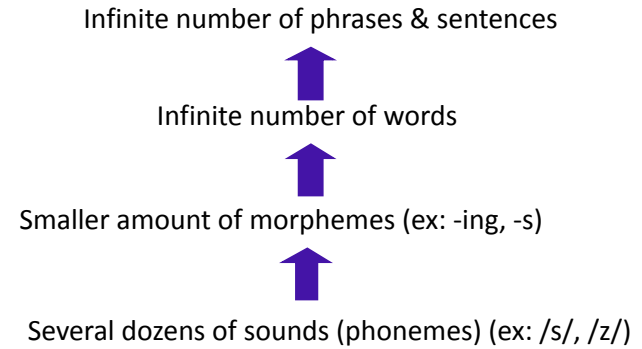 Infinite number of phrases & sentences
Infinite number of words
Smaller amount of morphemes (ex: -ing, -s)
Several dozens of sounds (phonemes) (ex: /s/, /z/)